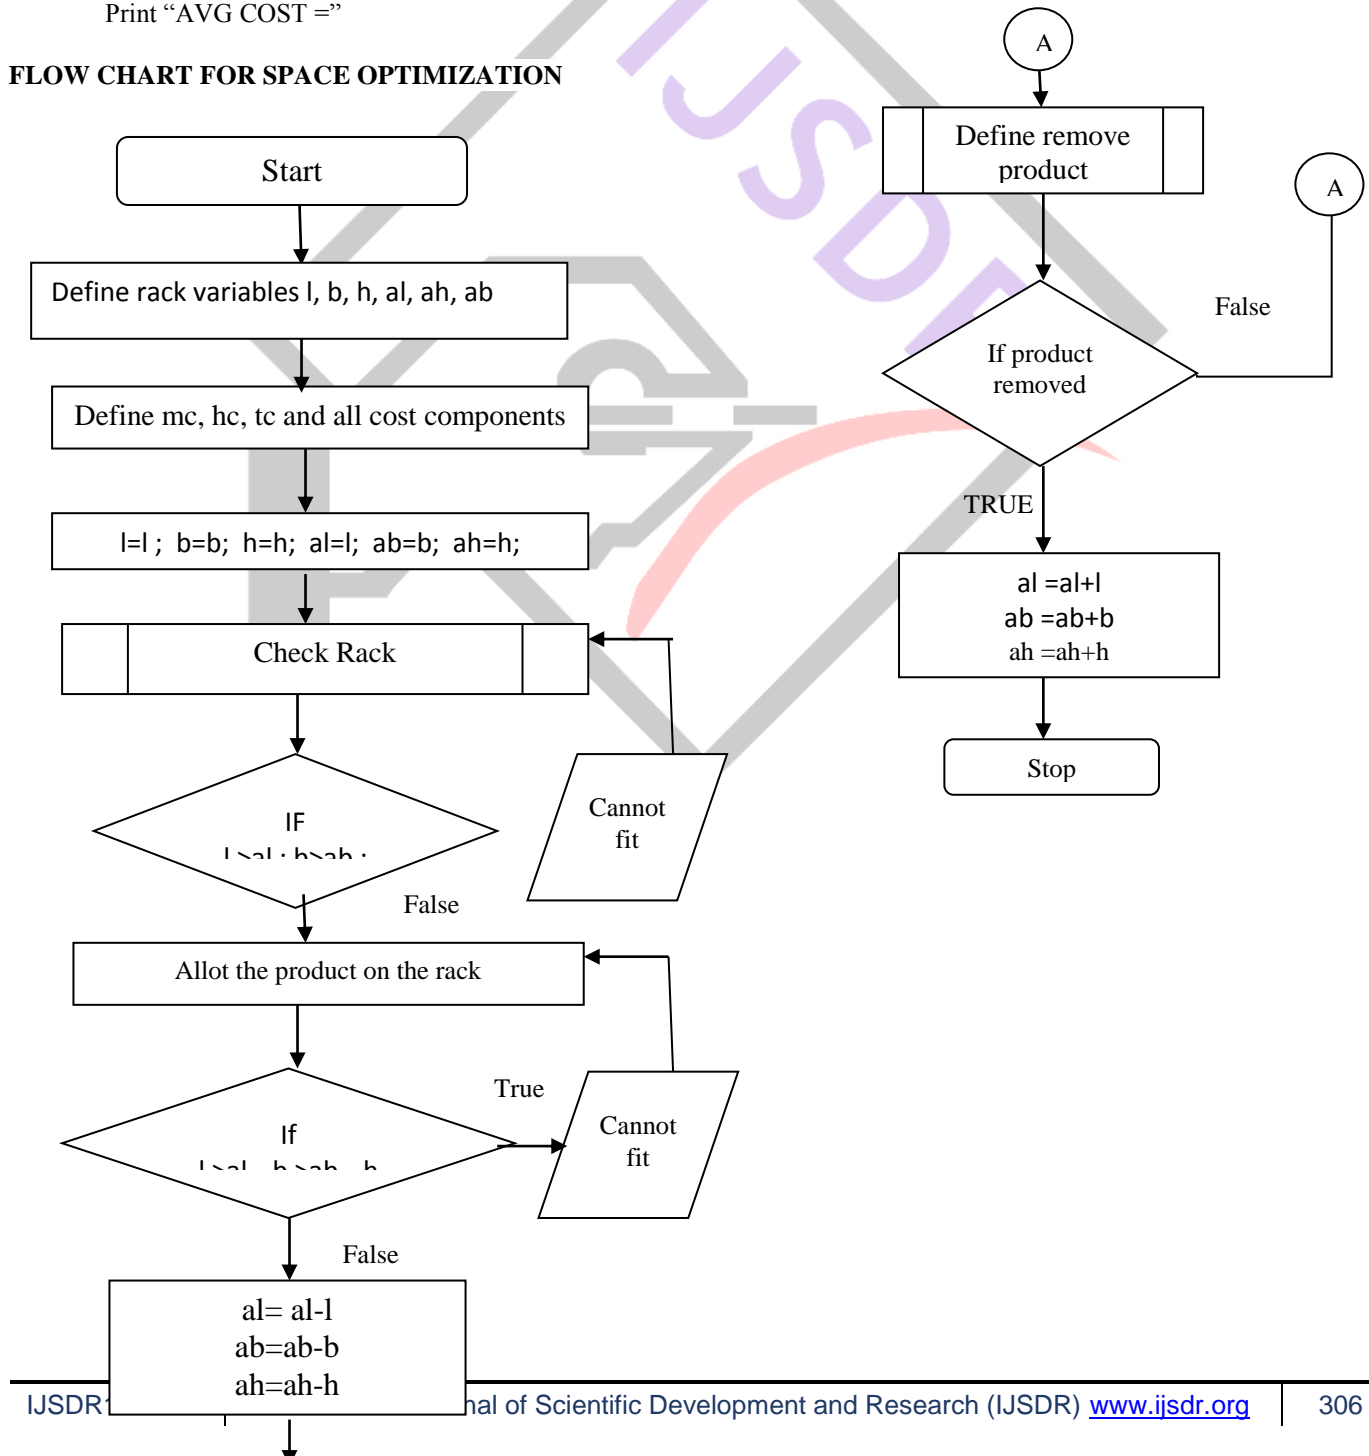 Print “AVG COST =”
FLOW CHART FOR SPACE OPTIMIZATION
Start
Define rack variables l, b, h, al, ah, ab
Define mc, hc, tc and all cost components
l=l ; b=b; h=h; al=l; ab=b; ah=h;
Check Rack
IF
Cannot
fit
False
Allot the product on the rack
If
True
Cannot
fit
False
al= al-l
ab=ab-b
ah=ah-h
A
Define remove
product
A
If product
removed
False
TRUE
al =al+l
ab =ab+b
ah =ah+h
Stop
IJSD
IJSDR
nal of Scientific Development and Research (IJSDR) www.ijsdr.org
306